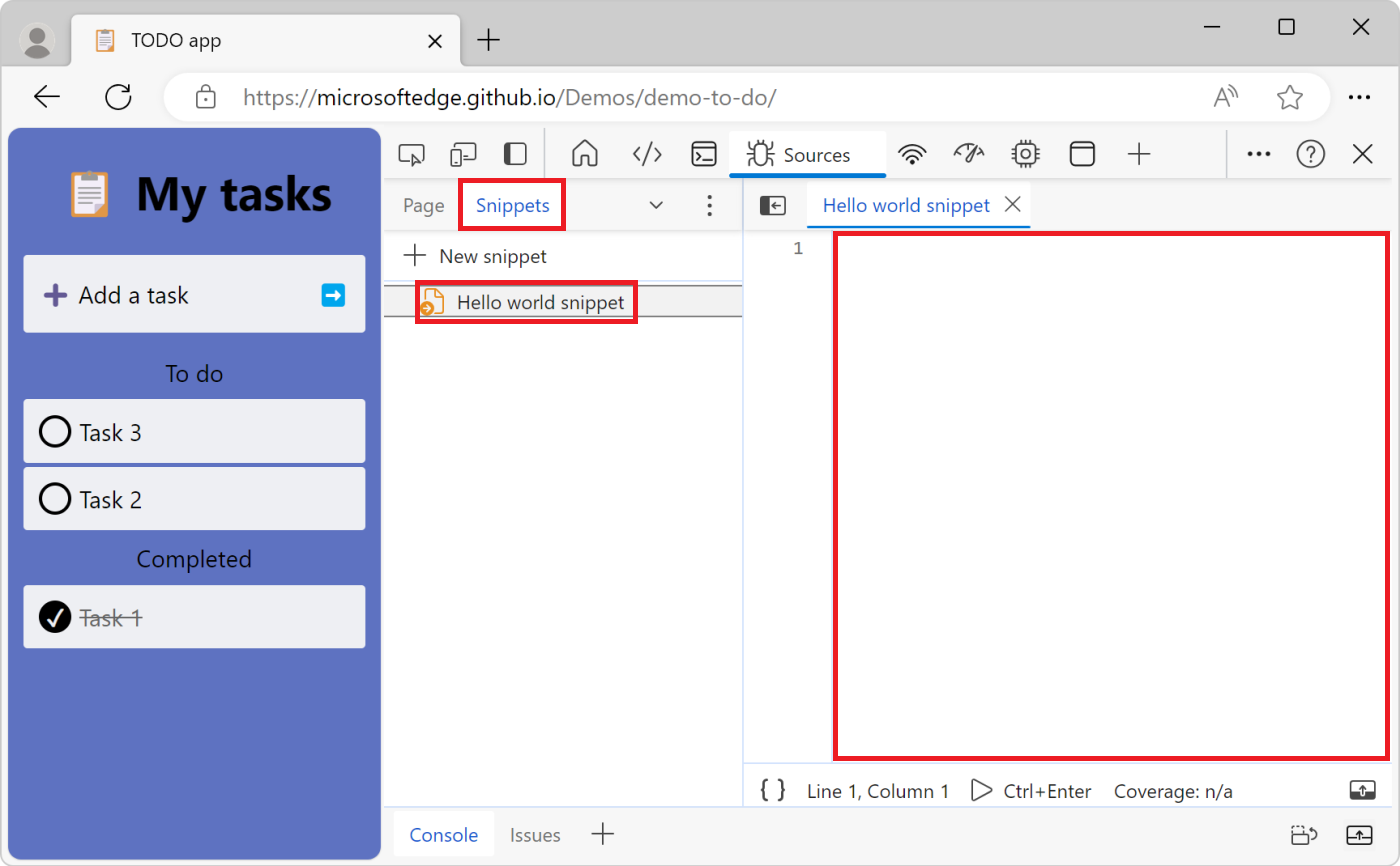 TODO app
https://microsoftedge.github.io/Demos/demo-to-do/
My tasks
Add a task
To do
Task 3
Task 2
Completed
Task 1
Sources
Page Snippets
New snippet
Hello world snippet
Hello world snippet
1
{ } Line 1, Column 1 Ctrl+Enter Coverage: n/a
Console Issues